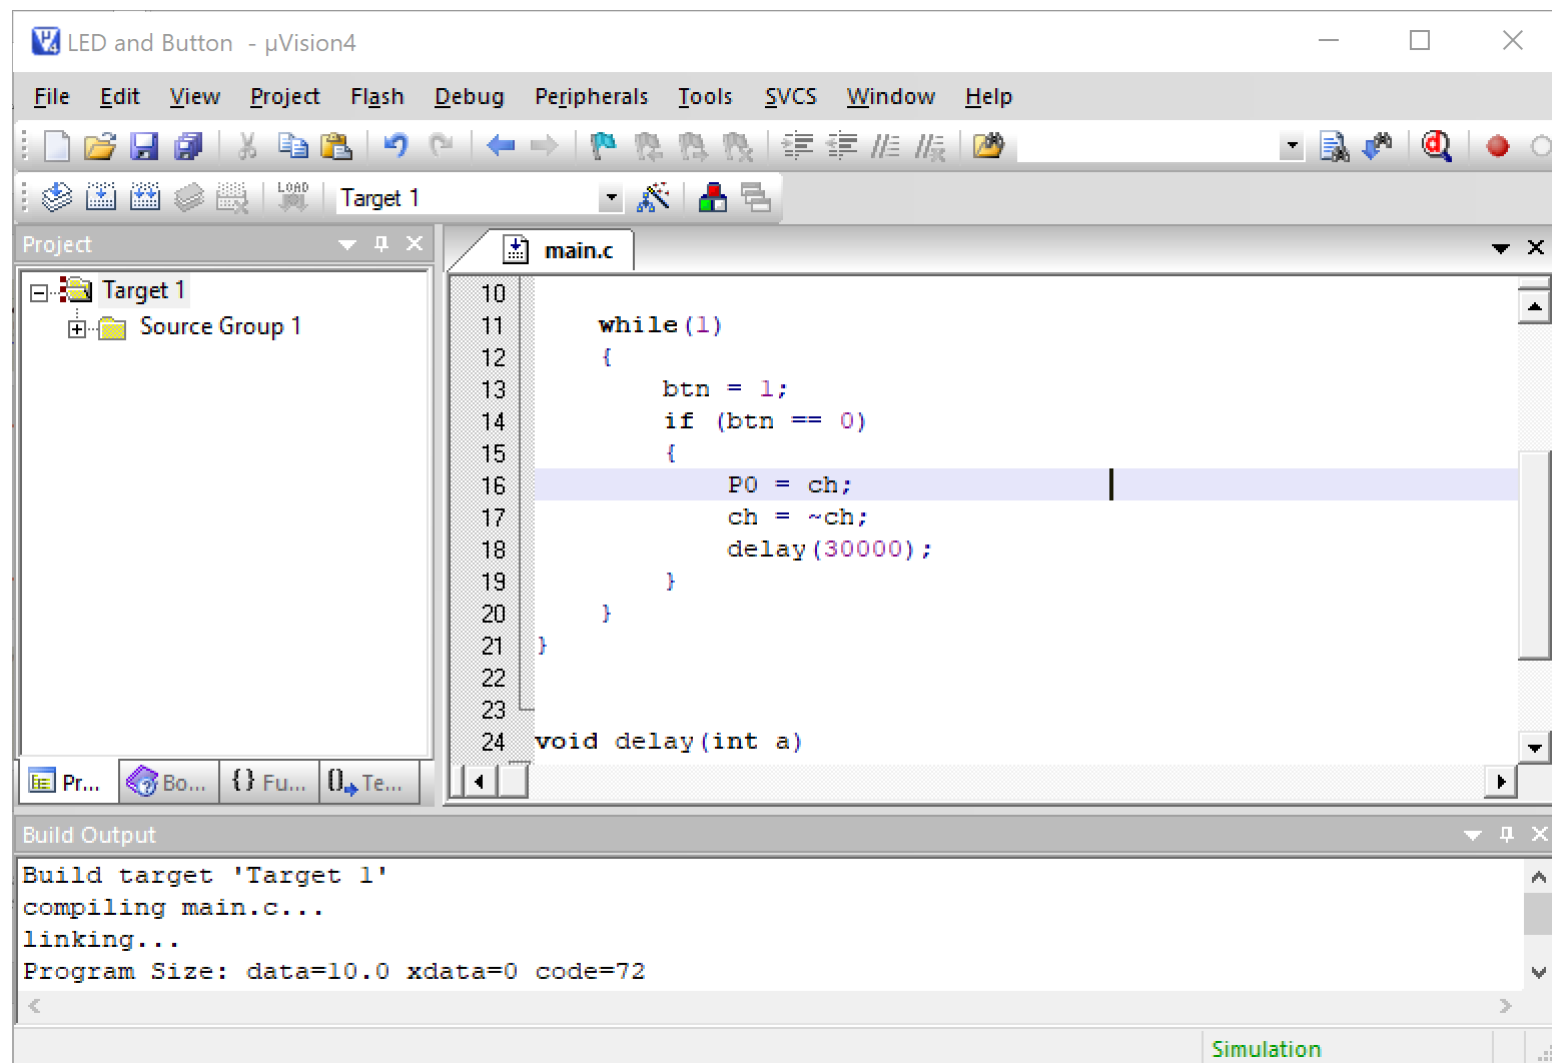 LED and Button - µVision4
File Edit View Project Flash Debug Peripherals Tools SVCS Window Help
LOAD
Target 1
Project
main.c
Target 1
Source Group 1
10
11 while(1)
12 {
13 btn = 1;
14 if (btn == 0)
15 {
16 P0 = ch;
17 ch = ~ch;
18 delay(30000);
19 }
20 }
21 }
22
23
24 void delay(int a)
Pr... Bo... {} Fu... 0 Te...
Build Output
Build target 'Target 1'
compiling main.c...
linking...
Program Size: data=10.0 xdata=0 code=72
Simulation